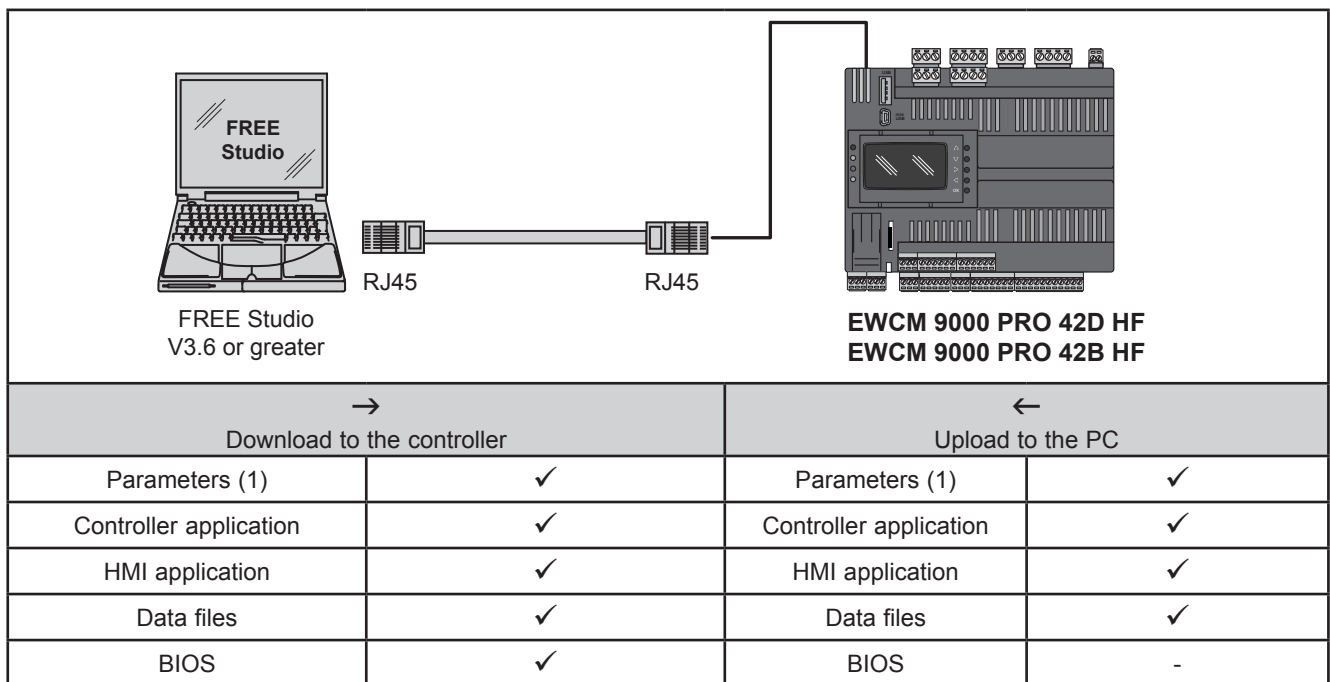 FREE
Studio
USB
RJ45
RJ45
FREE Studio
V3.6 or greater
EWCM 9000 PRO 42D HF
EWCM 9000 PRO 42B HF
→ ←
Download to the controller Upload to the PC
Parameters (1) ✓ Parameters (1) ✓
Controller application ✓ Controller application ✓
HMI application ✓ HMI application ✓
Data files ✓ Data files ✓
BIOS ✓ BIOS -